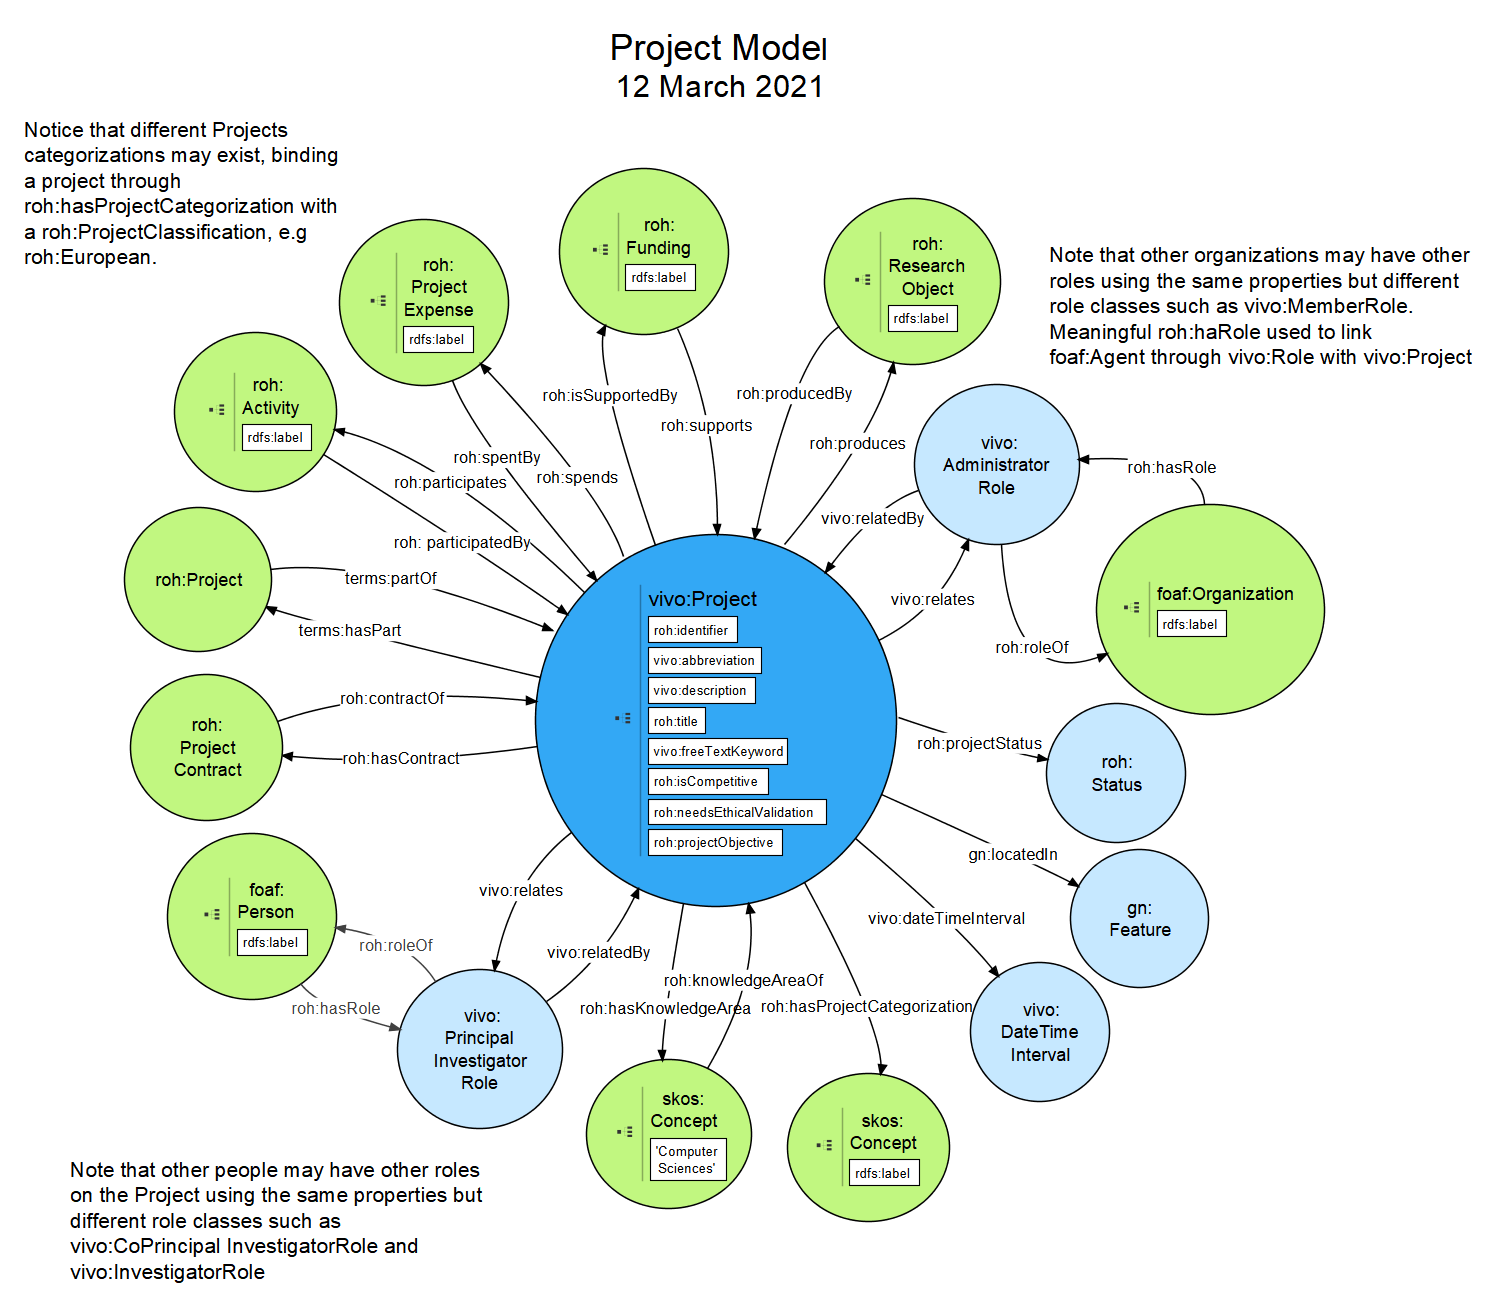 Project Model
12 March 2021
Notice that different Projects
categorizations may exist, binding
a project through
roh:hasProjectCategorization with
a roh:ProjectClassification, e.g
roh:European.
Note that other organizations may have other
roles using the same properties but different
role classes such as vivo:MemberRole.
Meaningful roh:haRole used to link
foaf:Agent through vivo:Role with vivo:Project
roh:
Funding
rdfs:label
roh:
Research
Object
rdfs:label
roh:
Project
Expense
rdfs:label
roh:
Activity
rdfs:label
roh:isSupportedBy
roh:supports
roh:producedBy
roh:produces
roh:spentBy
roh:spends
roh:participates
roh: participatedBy
vivo:
Administrator
Role
roh:hasRole
vivo:relatedBy
vivo:relates
roh:roleOf
foaf:Organization
rdfs:label
roh:Project
terms:partOf
terms:hasPart
vivo:Project
roh:identifier
vivo:abbreviation
vivo:description
roh:title
vivo:freeTextKeyword
roh:isCompetitive
roh:needsEthicalValidation
roh:projectObjective
roh:
Project
Contract
roh:contractOf
roh:hasContract
roh:projectStatus
roh:
Status
gn:locatedIn
gn:
Feature
vivo:dateTimeInterval
vivo:
DateTime
Interval
foaf:
Person
rdfs:label
roh:roleOf
roh:hasRole
vivo:relates
vivo:relatedBy
vivo:
Principal
Investigator
Role
roh:knowledgeAreaOf
roh:hasKnowledgeArea
roh:hasProjectCategorization
skos:
Concept
'Computer
Sciences'
skos:
Concept
rdfs:label
Note that other people may have other roles
on the Project using the same properties but
different role classes such as
vivo:CoPrincipal InvestigatorRole and
vivo:InvestigatorRole